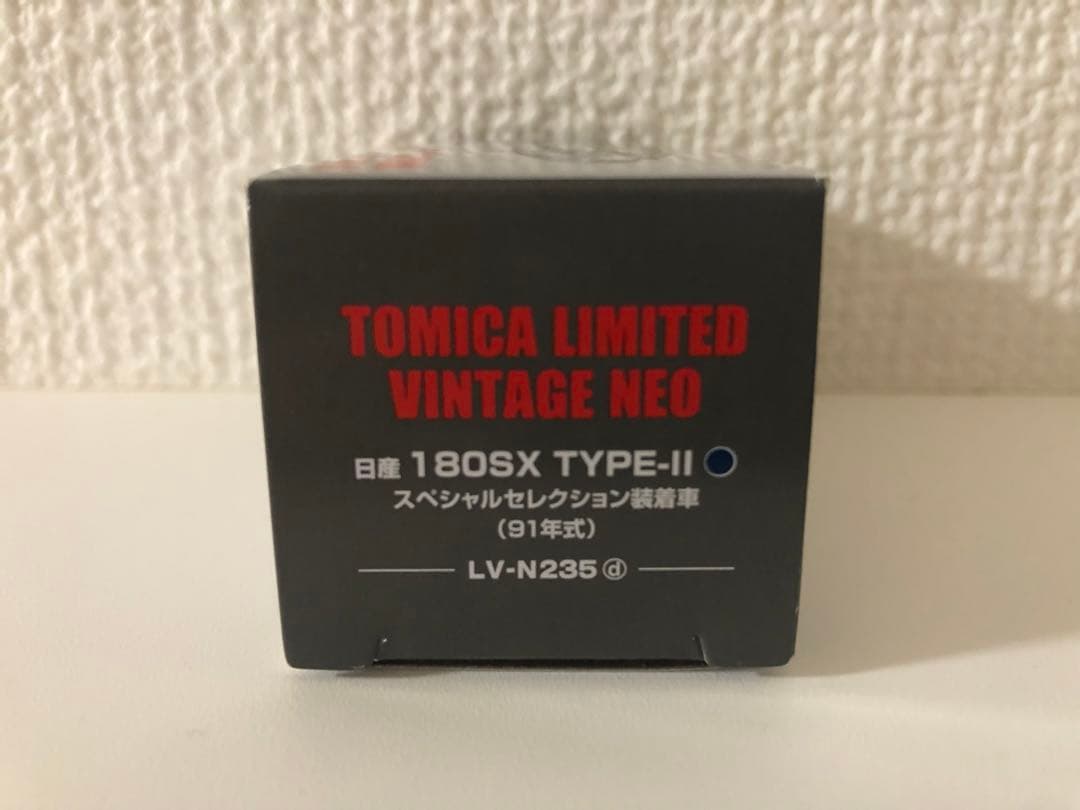 TOMICA LIMITED
VINTAGE NEO
日産 180SX TYPE-II
スペシャルセレクション装着車
(91年式)
LV-N235 ⓓ